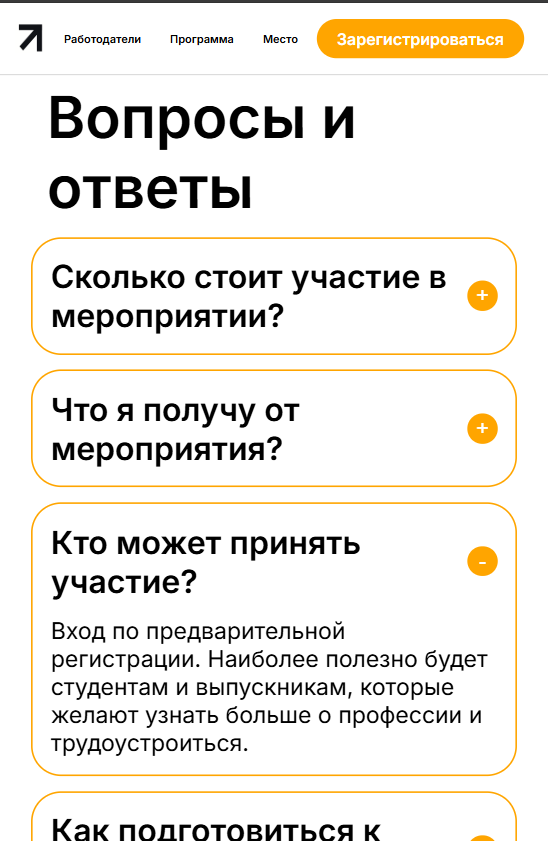 Работодатели Программа Место Зарегистрироваться
Вопросы и
ответы
Сколько стоит участие в
мероприятии?
+
Что я получу от
мероприятия?
+
Кто может принять
участие?
-
Вход по предварительной
регистрации. Наиболее полезно будет
студентам и выпускникам, которые
желают узнать больше о профессии и
трудоустроиться.
Как подготовиться к